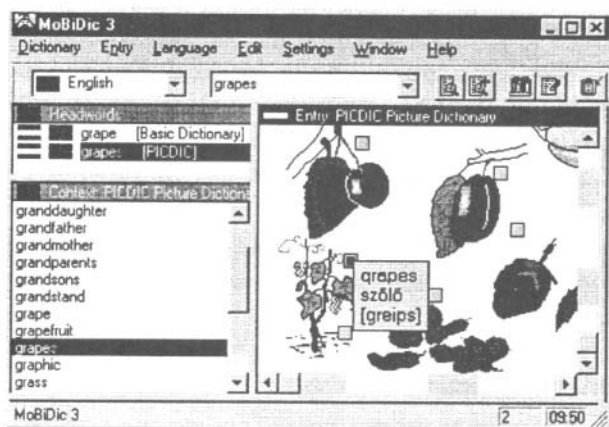 MoBiDic 3
Dictionary Entry Language Edit Settings Window Help
English grapes
Headwords
grape [Basic Dictionary]
grapes [PICDIC]
Context: PICDIC Picture Dictiona
granddaughter
grandfather
grandmother
grandparents
grandsons
grandstand
grape
grapefruit
grapes
graphic
grass
Entry: PICDIC Picture Dictionary
grapes
szőlő
[greips]
MoBiDic 3 2 09:50